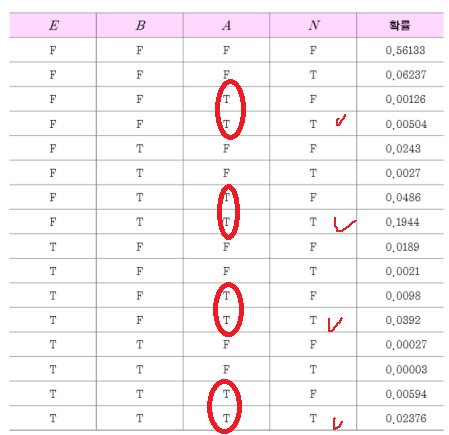 E B A N 확률
F F F F 0.56133
F F F T 0.06237
F F T F 0.00126
F F T T 0.00504
F T F F 0.0243
F T F T 0.0027
F T T F 0.0486
F T T T 0.1944
T F F F 0.0189
T F F T 0.0021
T F T F 0.0098
T F T T 0.0392
T T F F 0.00027
T T F T 0.00003
T T T F 0.00594
T T T T 0.02376